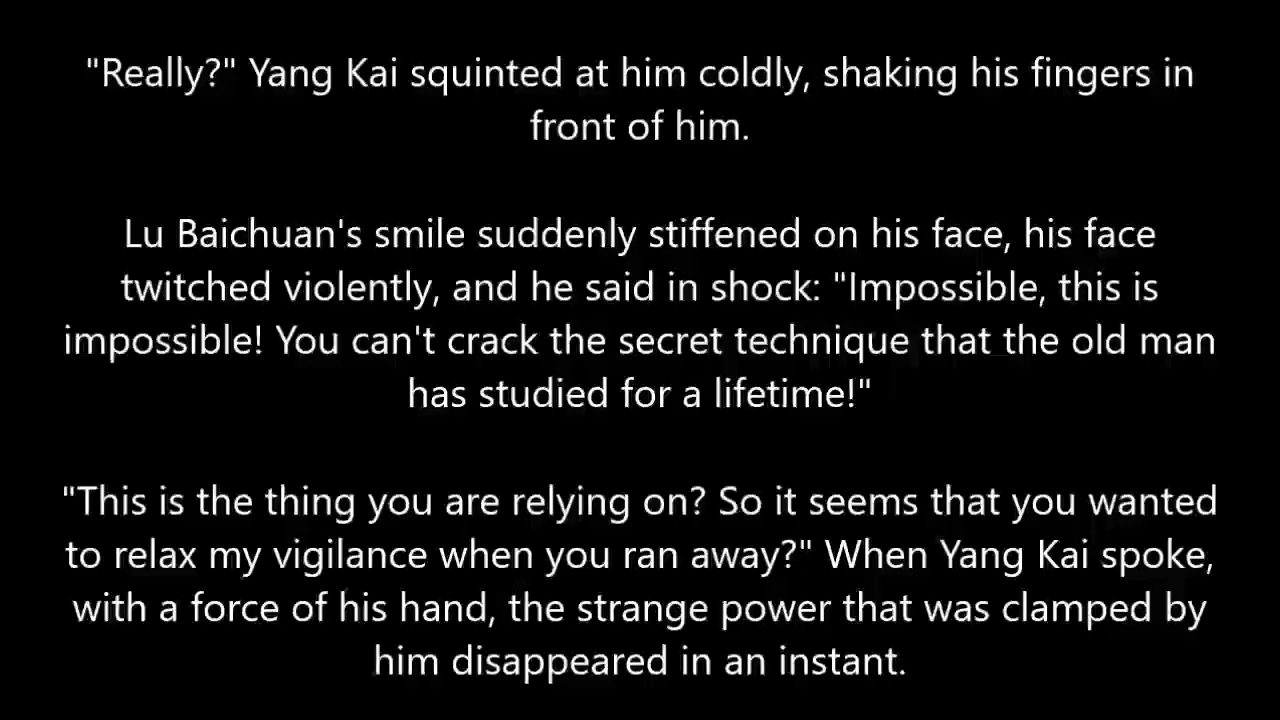 "Really?" Yang Kai squinted at him coldly, shaking his fingers in
front of him.
Lu Baichuan's smile suddenly stiffened on his face, his face
twitched violently, and he said in shock: "Impossible, this is
impossible! You can't crack the secret technique that the old man
has studied for a lifetime!"
"This is the thing you are relying on? So it seems that you wanted
to relax my vigilance when you ran away?" When Yang Kai spoke,
with a force of his hand, the strange power that was clamped by
him disappeared in an instant.